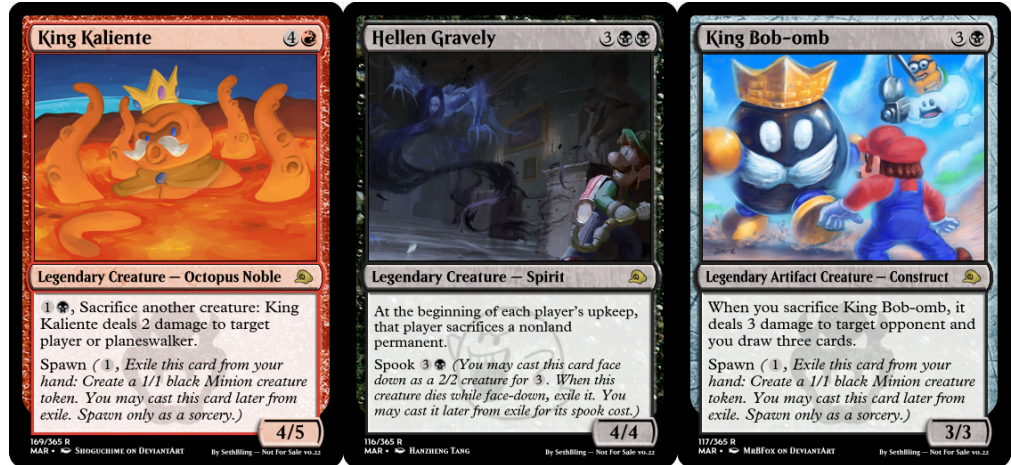 King Kaliente 4
Legendary Creature — Octopus Noble
1 , Sacrifice another creature: King
Kaliente deals 2 damage to target
player or planeswalker.
Spawn ( 1 , Exile this card from your
hand: Create a 1/1 black Minion creature
token. You may cast this card later from
exile. Spawn only as a sorcery.)
4/5
169/365 R
MAR • Shoguchime on DeviantArt
By SethBling — Not For Sale v0.22
Hellen Gravely 3
Legendary Creature — Spirit
At the beginning of each player's upkeep,
that player sacrifices a nonland
permanent.
Spook 3 (You may cast this card face
down as a 2/2 creature for 3 . When this
creature dies while face-down, exile it. You
may cast it later from exile for its spook cost.)
4/4
116/365 R
MAR • Hanzheng Tang
By SethBling — Not For Sale v0.22
King Bob-omb 3
Legendary Artifact Creature — Construct
When you sacrifice King Bob-omb, it
deals 3 damage to target opponent and
you draw three cards.
Spawn ( 1 , Exile this card from your
hand: Create a 1/1 black Minion creature
token. You may cast this card later from
exile. Spawn only as a sorcery.)
3/3
117/365 R
MAR • MrBFox on DeviantArt
By SethBling — Not For Sale v0.22